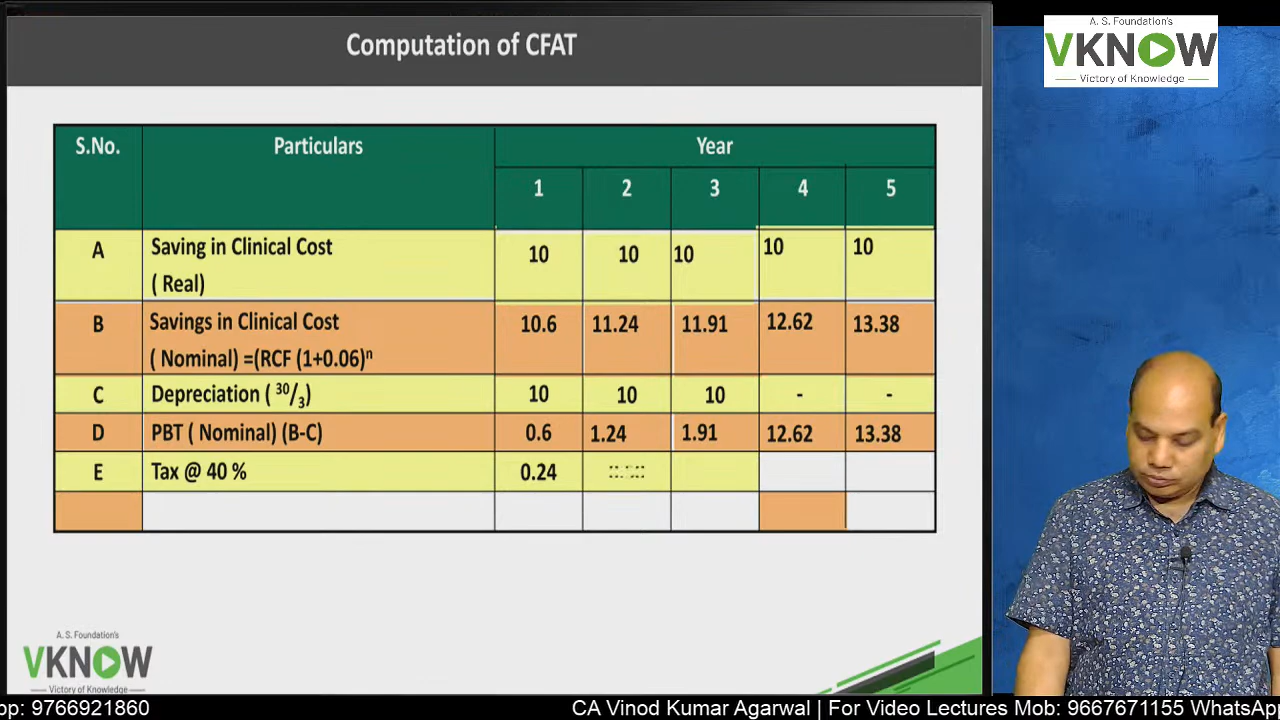 Computation of CFAT
A. S. Foundation's
VKNOW
Victory of Knowledge
S.No. Particulars Year
1 2 3 4 5
A Saving in Clinical Cost 10 10 10 10 10
( Real)
B Savings in Clinical Cost 10.6 11.24 11.91 12.62 13.38
( Nominal) =(RCF (1+0.06)ⁿ
C Depreciation ( ³⁰/₃) 10 10 10 - -
D PBT ( Nominal) (B-C) 0.6 1.24 1.91 12.62 13.38
E Tax @ 40 % 0.24
A. S. Foundation's
VKNOW
Victory of Knowledge
pp: 9766921860 CA Vinod Kumar Agarwal | For Video Lectures Mob: 9667671155 WhatsAp